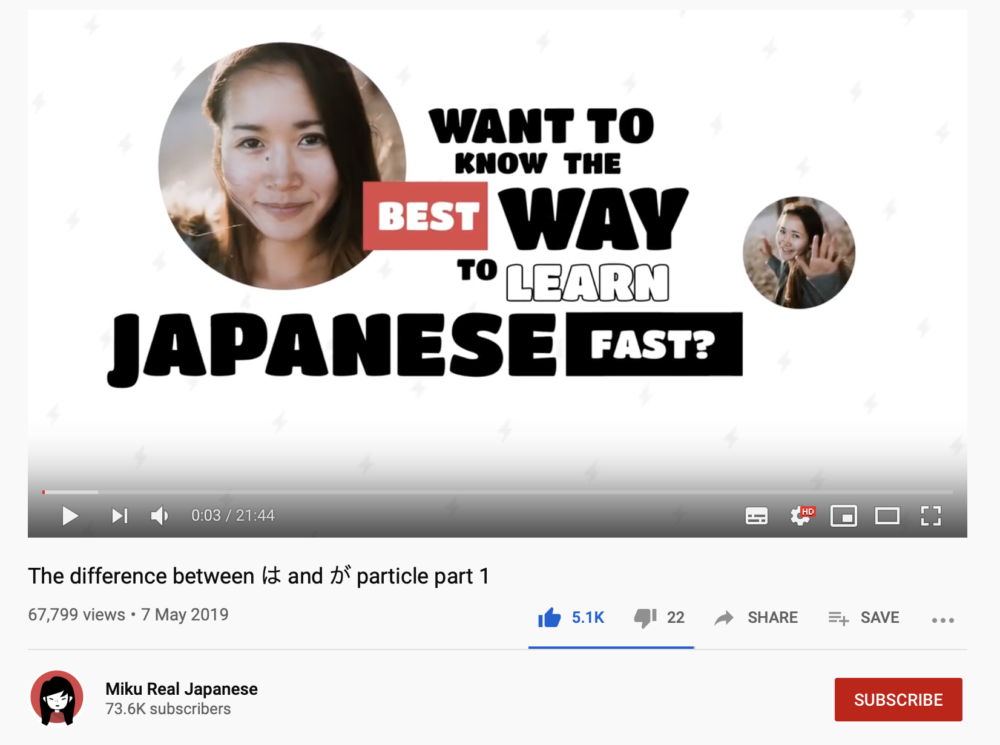 WANT TO
KNOW THE
BEST WAY
TO LEARN
JAPANESE FAST?
0:03 / 21:44
HD
The difference between は and が particle part 1
67,799 views • 7 May 2019
5.1K 22 SHARE SAVE
Miku Real Japanese
73.6K subscribers
SUBSCRIBE